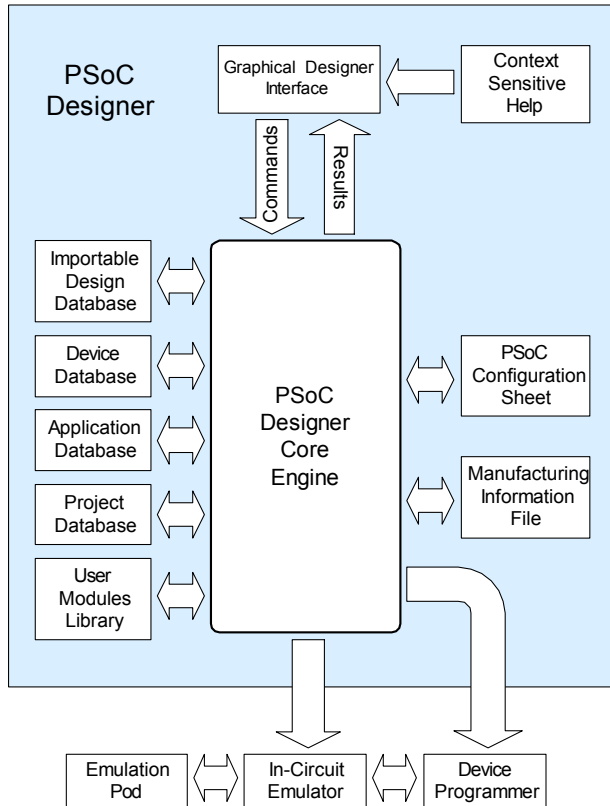 PSoC
Designer
Graphical Designer
Interface
Context
Sensitive
Help
Commands
Results
Importable
Design
Database
Device
Database
Application
Database
Project
Database
User
Modules
Library
PSoC
Designer
Core
Engine
PSoC
Configuration
Sheet
Manufacturing
Information
File
Emulation
Pod
In-Circuit
Emulator
Device
Programmer